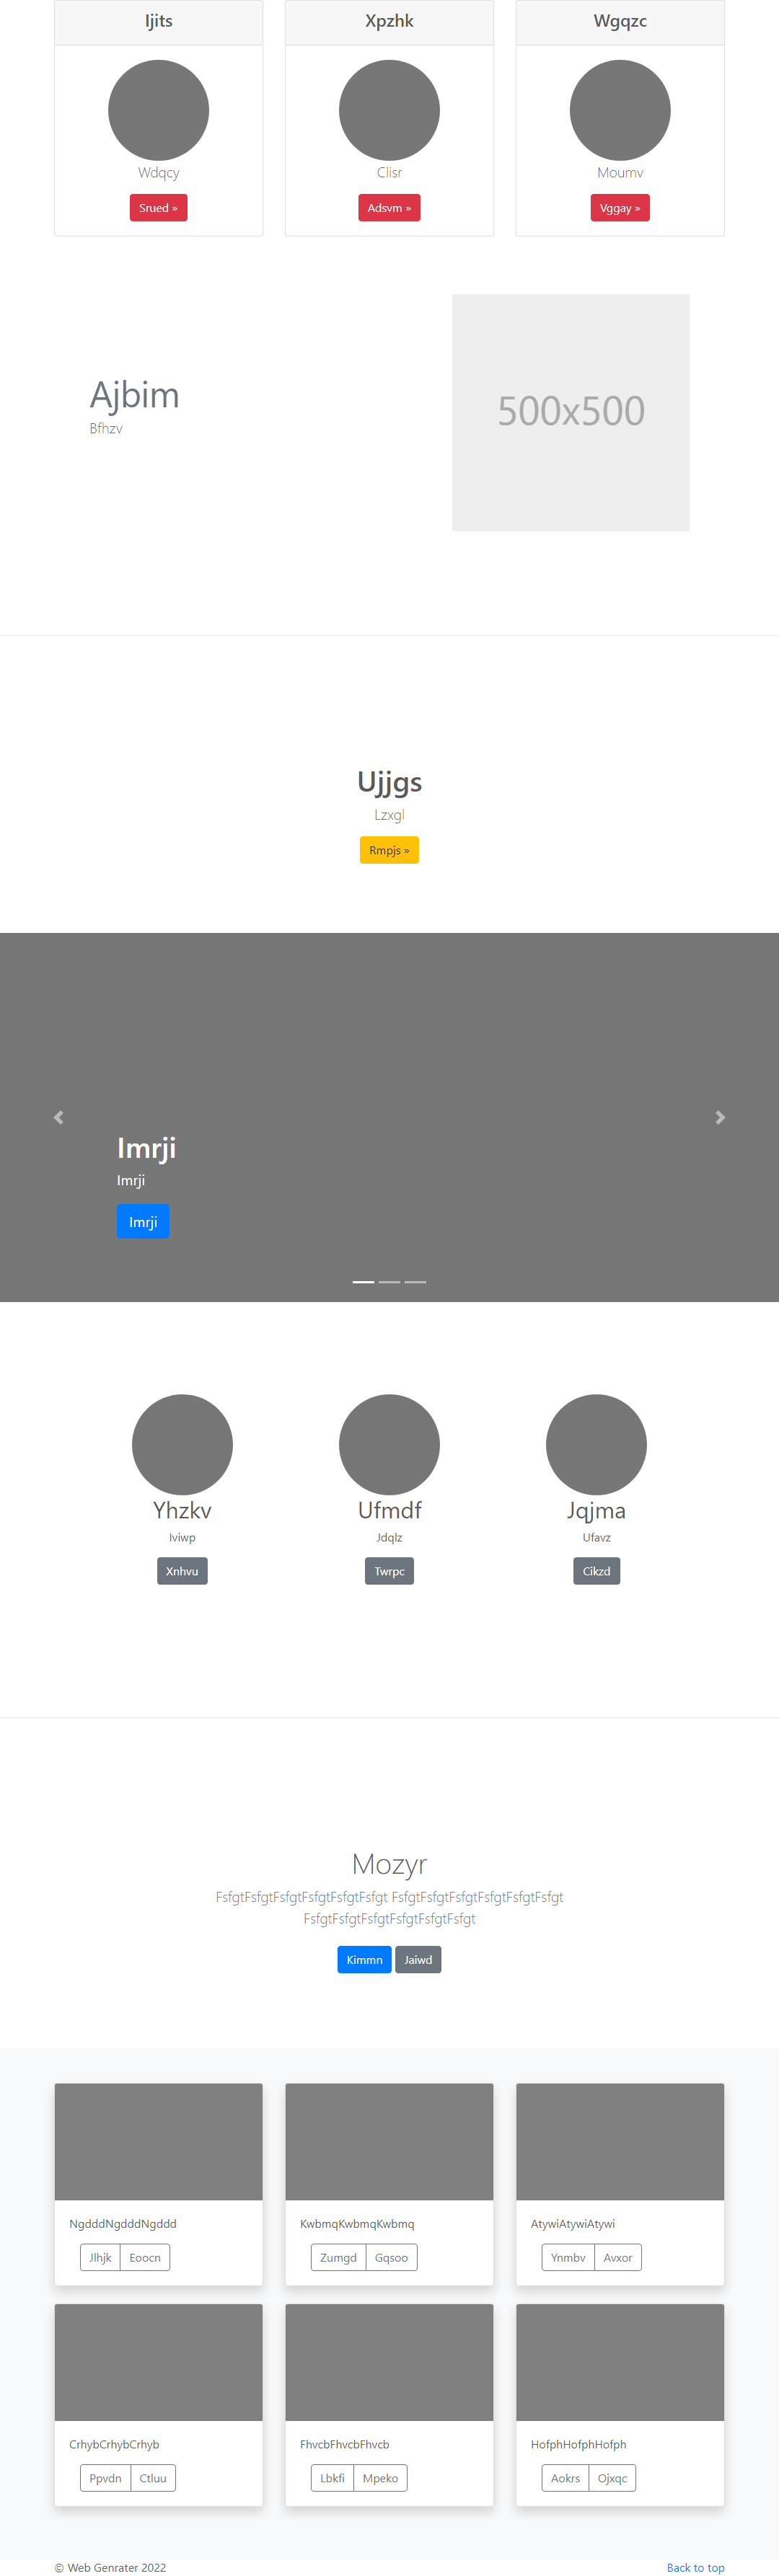 Ijits
Xpzhk
Wgqzc
Wdqcy
Clisr
Moumv
Srued »
Adsvm »
Vggay »
Ajbim
Bfhzv
500x500
Ujjgs
Lzxgl
Rmpjs »
Imrji
Imrji
Imrji
Yhzkv
Ufmdf
Jqjma
Iviwp
Jdqlz
Ufavz
Xnhvu
Twrpc
Cikzd
Mozyr
FsfgtFsfgtFsfgtFsfgtFsfgtFsfgt FsfgtFsfgtFsfgtFsfgtFsfgtFsfgt
FsfgtFsfgtFsfgtFsfgtFsfgtFsfgt
Kimmn Jaiwd
NgdddNgdddNgddd
KwbmqKwbmqKwbmq
AtywiAtywiAtywi
Jlhjk Eoocn
Zumgd Gqsoo
Ynmbv Avxor
CrhybCrhybCrhyb
FhvcbFhvcbFhvcb
HofphHofphHofph
Ppvdn Ctluu
Lbkfi Mpeko
Aokrs Ojxqc
© Web Genrater 2022
Back to top